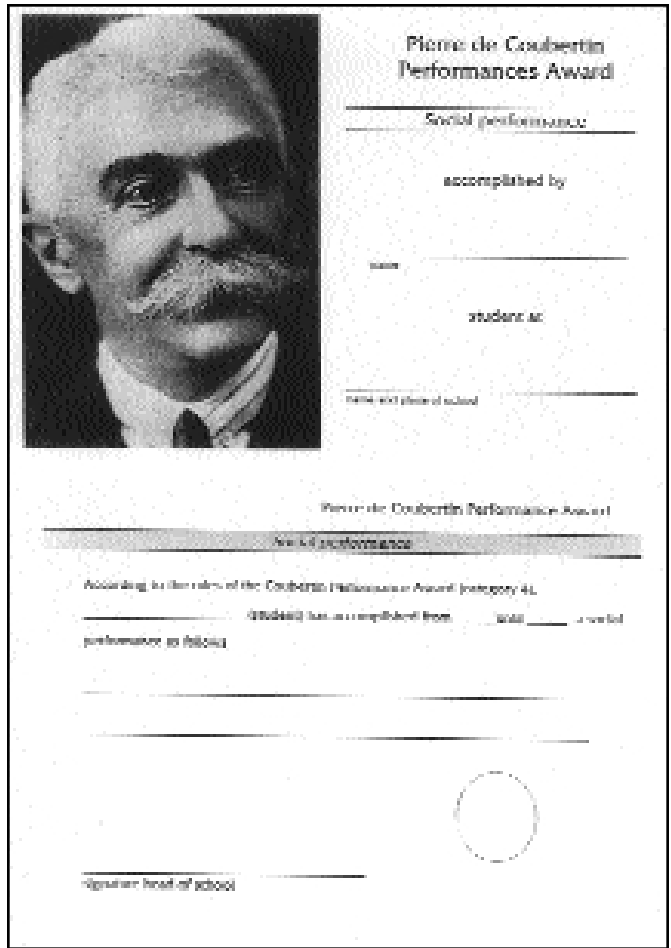 Pierre de Coubertin
Performances Award
Social performance
accomplished by
name
student at
name and place of school
Pierre de Coubertin Performance Award
Social performance
According to the rules of the Coubertin Performance Award (category 4),
(student) has accomplished from until a social
performance as follows
signature head of school